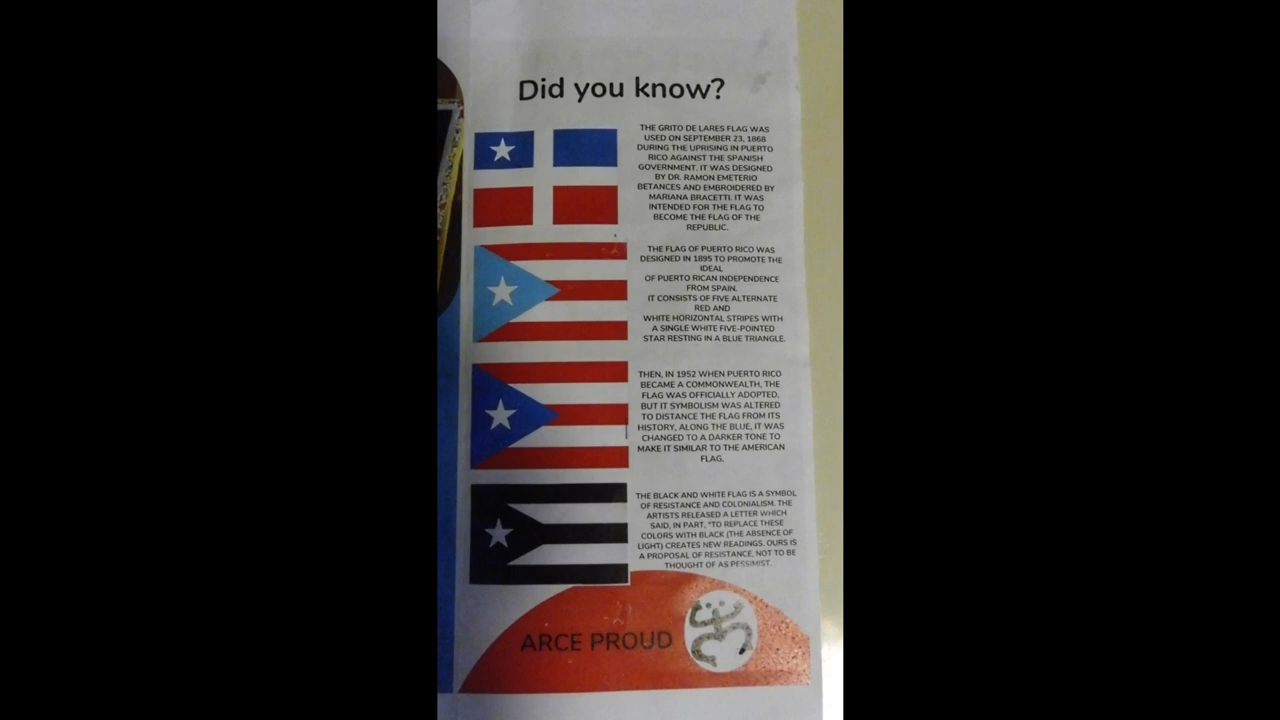 Did you know?
THE GRITO DE LARES FLAG WAS
USED ON SEPTEMBER 23, 1868
DURING THE UPRISING IN PUERTO
RICO AGAINST THE SPANISH
GOVERNMENT. IT WAS DESIGNED
BY DR. RAMON EMETERIO
BETANCES AND EMBROIDERED BY
MARIANA BRACETTI. IT WAS
INTENDED FOR THE FLAG TO
BECOME THE FLAG OF THE
REPUBLIC.
THE FLAG OF PUERTO RICO WAS
DESIGNED IN 1895 TO PROMOTE THE
IDEAL
OF PUERTO RICAN INDEPENDENCE
FROM SPAIN.
IT CONSISTS OF FIVE ALTERNATE
RED AND
WHITE HORIZONTAL STRIPES WITH
A SINGLE WHITE FIVE-POINTED
STAR RESTING IN A BLUE TRIANGLE.
THEN, IN 1952 WHEN PUERTO RICO
BECAME A COMMONWEALTH, THE
FLAG WAS OFFICIALLY ADOPTED,
BUT IT SYMBOLISM WAS ALTERED
TO DISTANCE THE FLAG FROM ITS
HISTORY, ALONG THE BLUE, IT WAS
CHANGED TO A DARKER TONE TO
MAKE IT SIMILAR TO THE AMERICAN
FLAG.
THE BLACK AND WHITE FLAG IS A SYMBOL
OF RESISTANCE AND COLONIALISM. THE
ARTISTS RELEASED A LETTER WHICH
SAID, IN PART, "TO REPLACE THESE
COLORS WITH BLACK (THE ABSENCE OF
LIGHT) CREATES NEW READINGS. OURS IS
A PROPOSAL OF RESISTANCE, NOT TO BE
THOUGHT OF AS PESSIMIST.
ARCE PROUD